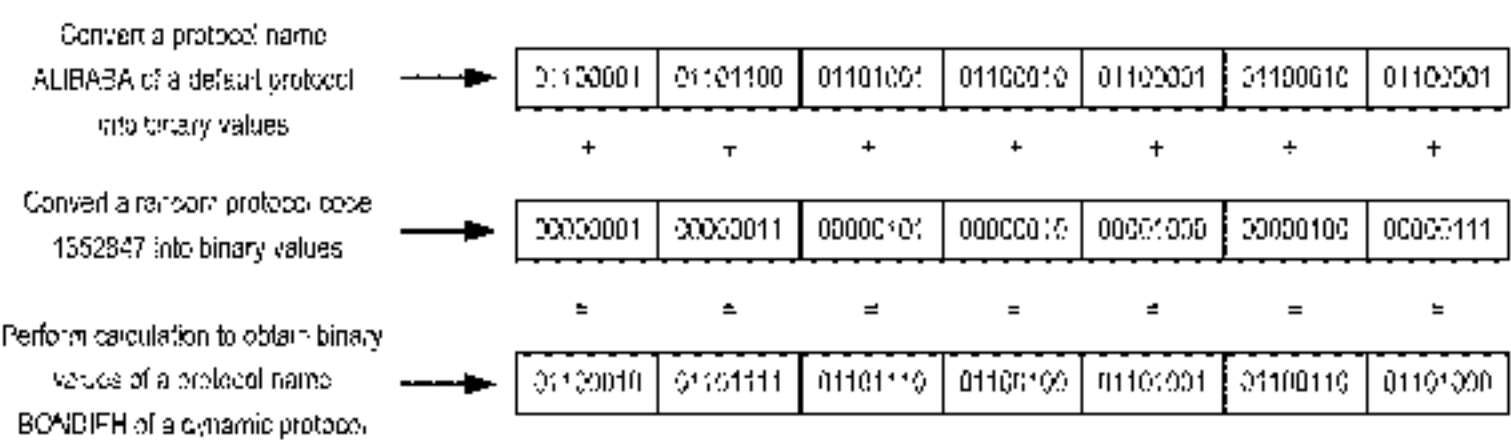 Convert a protocol name
ALIBABA of a default protocol
into binary values
01100001 01101100 01101001 01100010 01100001 01100010 01100001
+ + + + + + +
Convert a random protocol code
1352847 into binary values
00000001 00000011 00000101 00000010 00001000 00000100 00000111
= = = = = = =
Perform calculation to obtain binary
values of a protocol name
BONDIFH of a dynamic protocol
01100010 01101111 01101110 01100100 01101001 01100110 01101000